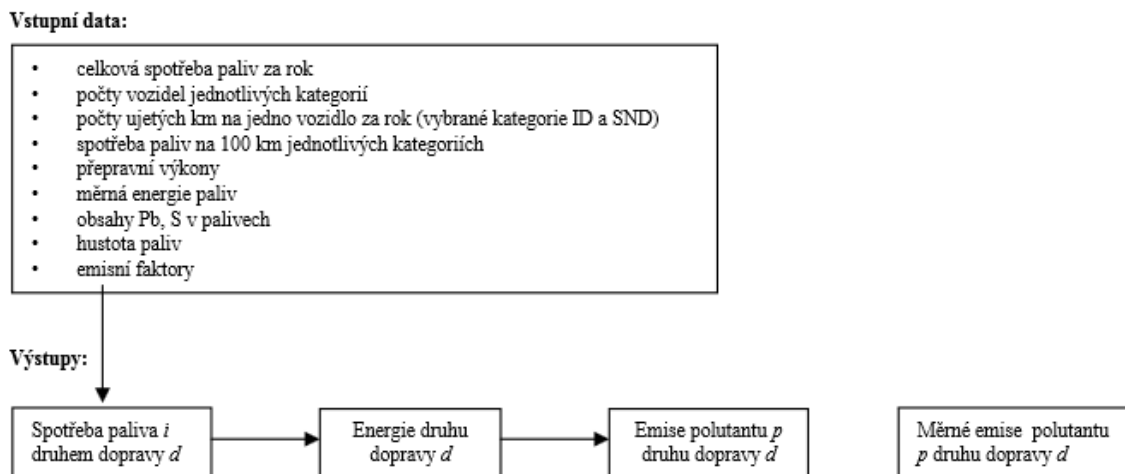 Vstupní data:
• celková spotřeba paliv za rok
• počty vozidel jednotlivých kategorií
• počty ujetých km na jedno vozidlo za rok (vybrané kategorie ID a SND)
• spotřeba paliv na 100 km jednotlivých kategoriích
• přepravní výkony
• měrná energie paliv
• obsahy Pb, S v palivech
• hustota paliv
• emisní faktory
Výstupy:
Spotřeba paliva i
druhem dopravy d
Energie druhu
dopravy d
Emise polutantu p
druhu dopravy d
Měrné emise polutantu
p druhu dopravy d